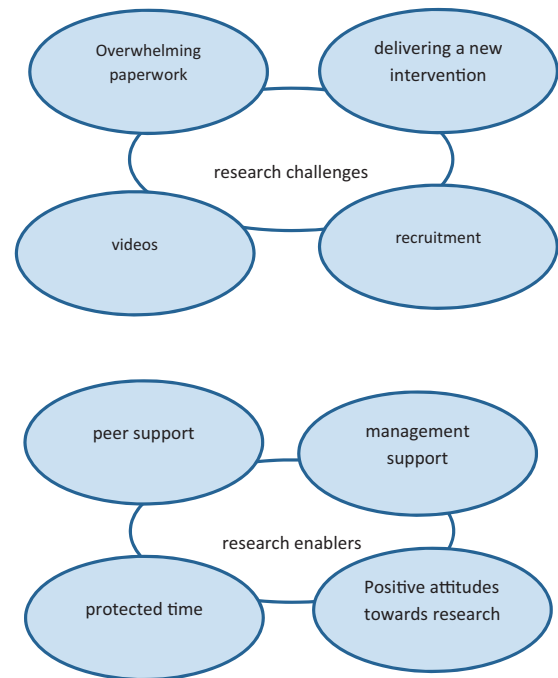 Overwhelming
paperwork
delivering a new
intervention
research challenges
videos
recruitment
peer support
management
support
research enablers
protected time
Positive attitudes
towards research